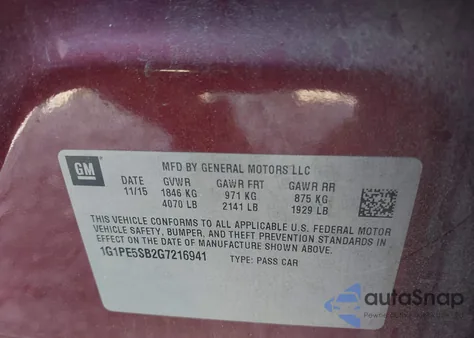 GM
MFD BY GENERAL MOTORS LLC
DATE GVWR GAWR FRT GAWR RR
11/15 1846 KG 971 KG 875 KG
4070 LB 2141 LB 1929 LB
THIS VEHICLE CONFORMS TO ALL APPLICABLE U.S. FEDERAL MOTOR
VEHICLE SAFETY, BUMPER, AND THEFT PREVENTION STANDARDS IN
EFFECT ON THE DATE OF MANUFACTURE SHOWN ABOVE.
1G1PE5SB2G7216941 TYPE: PASS CAR
autoSnap